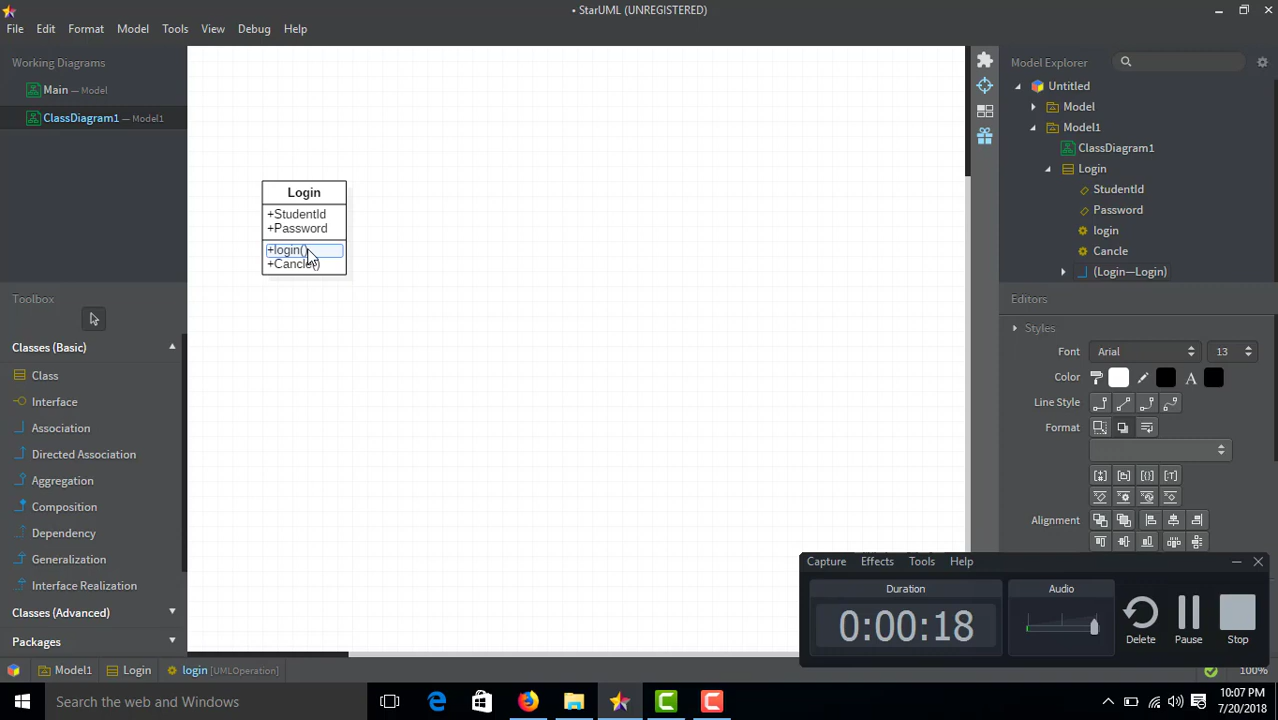 • StarUML (UNREGISTERED)
File Edit Format Model Tools View Debug Help
Working Diagrams
Main — Model
ClassDiagram1 — Model1
Toolbox
Classes (Basic)
Class
Interface
Association
Directed Association
Aggregation
Composition
Dependency
Generalization
Interface Realization
Classes (Advanced)
Packages
Login
+StudentId
+Password
+login()
+Cancle()
Model Explorer
Untitled
Model
Model1
ClassDiagram1
Login
StudentId
Password
login
Cancle
(Login—Login)
Editors
Styles
Font Arial 13
Color A
Line Style
Format
Alignment
Capture Effects Tools Help
Duration
0:00:18
Audio
Delete
Pause
Stop
Model1 Login login [UMLOperation]
100%
Search the web and Windows
10:07 PM
7/20/2018